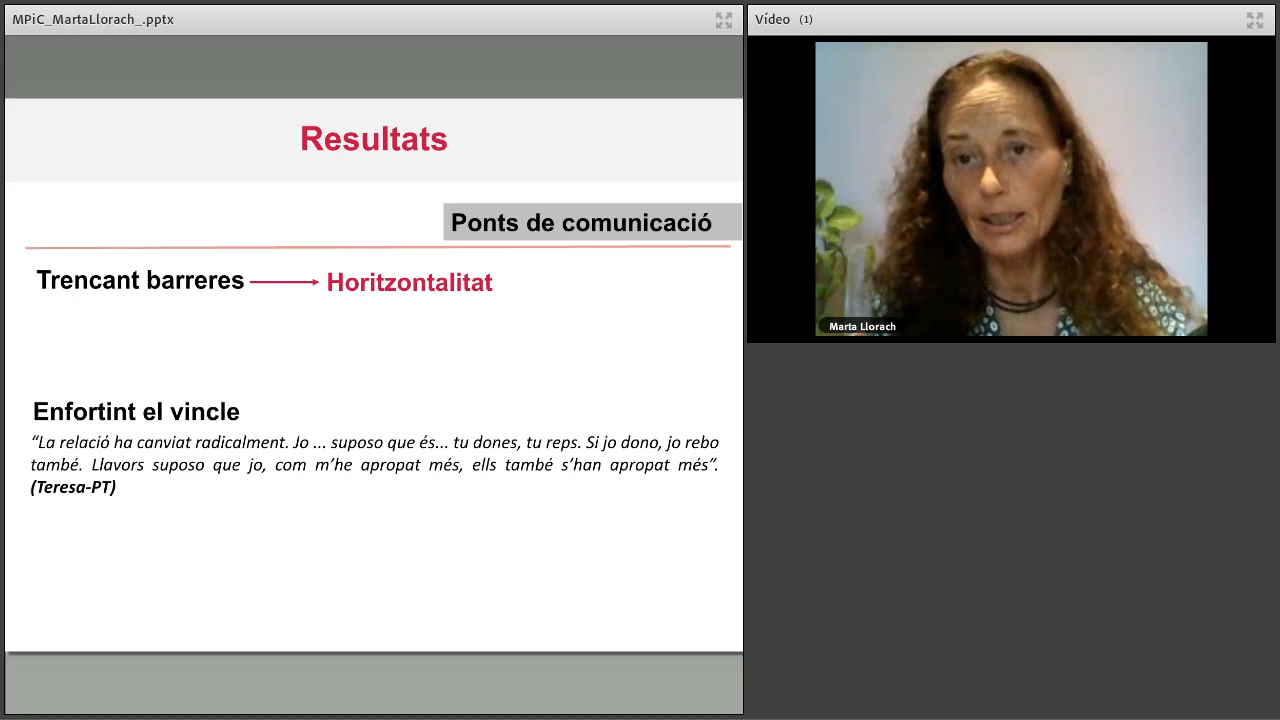 MPiC_MartaLlorach_.pptx
Vídeo (1)
Resultats
Ponts de comunicació
Trencant barreres
Horitzontalitat
Enfortint el vincle
“La relació ha canviat radicalment. Jo ... suposo que és... tu dones, tu reps. Si jo dono, jo rebo
també. Llavors suposo que jo, com m’he apropat més, ells també s’han apropat més”.
(Teresa-PT)
Marta Llorach